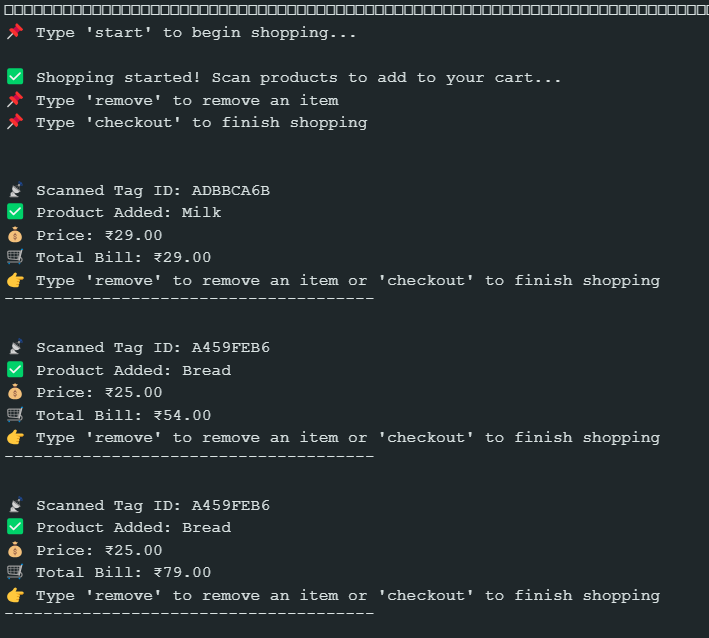 📌 Type 'start' to begin shopping...
✅ Shopping started! Scan products to add to your cart...
📌 Type 'remove' to remove an item
📌 Type 'checkout' to finish shopping
📡 Scanned Tag ID: ADBBCA6B
✅ Product Added: Milk
💰 Price: ₹29.00
🛒 Total Bill: ₹29.00
👉 Type 'remove' to remove an item or 'checkout' to finish shopping
--------------------------------------
📡 Scanned Tag ID: A459FEB6
✅ Product Added: Bread
💰 Price: ₹25.00
🛒 Total Bill: ₹54.00
👉 Type 'remove' to remove an item or 'checkout' to finish shopping
--------------------------------------
📡 Scanned Tag ID: A459FEB6
✅ Product Added: Bread
💰 Price: ₹25.00
🛒 Total Bill: ₹79.00
👉 Type 'remove' to remove an item or 'checkout' to finish shopping
--------------------------------------